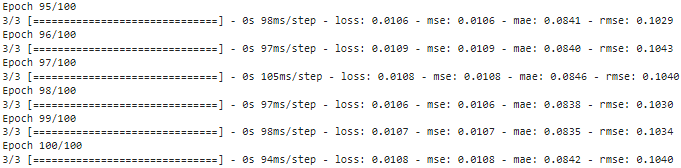 Epoch 95/100
3/3 [==============================] - 0s 98ms/step - loss: 0.0106 - mse: 0.0106 - mae: 0.0841 - rmse: 0.1029
Epoch 96/100
3/3 [==============================] - 0s 97ms/step - loss: 0.0109 - mse: 0.0109 - mae: 0.0840 - rmse: 0.1043
Epoch 97/100
3/3 [==============================] - 0s 105ms/step - loss: 0.0108 - mse: 0.0108 - mae: 0.0846 - rmse: 0.1040
Epoch 98/100
3/3 [==============================] - 0s 97ms/step - loss: 0.0106 - mse: 0.0106 - mae: 0.0838 - rmse: 0.1030
Epoch 99/100
3/3 [==============================] - 0s 98ms/step - loss: 0.0107 - mse: 0.0107 - mae: 0.0835 - rmse: 0.1034
Epoch 100/100
3/3 [==============================] - 0s 94ms/step - loss: 0.0108 - mse: 0.0108 - mae: 0.0842 - rmse: 0.1040